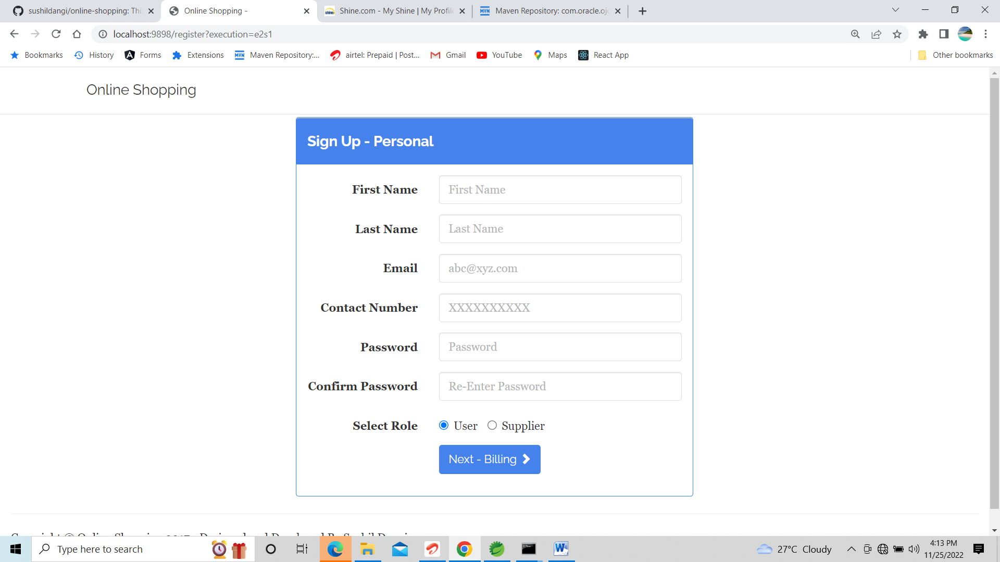 sushildangi/online-shopping: Thi
Online Shopping -
Shine.com - My Shine | My Profile
Maven Repository: com.oracle.ojd
localhost:9898/register?execution=e2s1
Bookmarks
History
Forms
Extensions
Maven Repository:...
airtel: Prepaid | Post...
Gmail
YouTube
Maps
React App
Other bookmarks
Online Shopping
Sign Up - Personal
First Name
First Name
Last Name
Last Name
Email
abc@xyz.com
Contact Number
XXXXXXXXXX
Password
Password
Confirm Password
Re-Enter Password
Select Role
User
Supplier
Next - Billing
Type here to search
27°C Cloudy
4:13 PM
11/25/2022